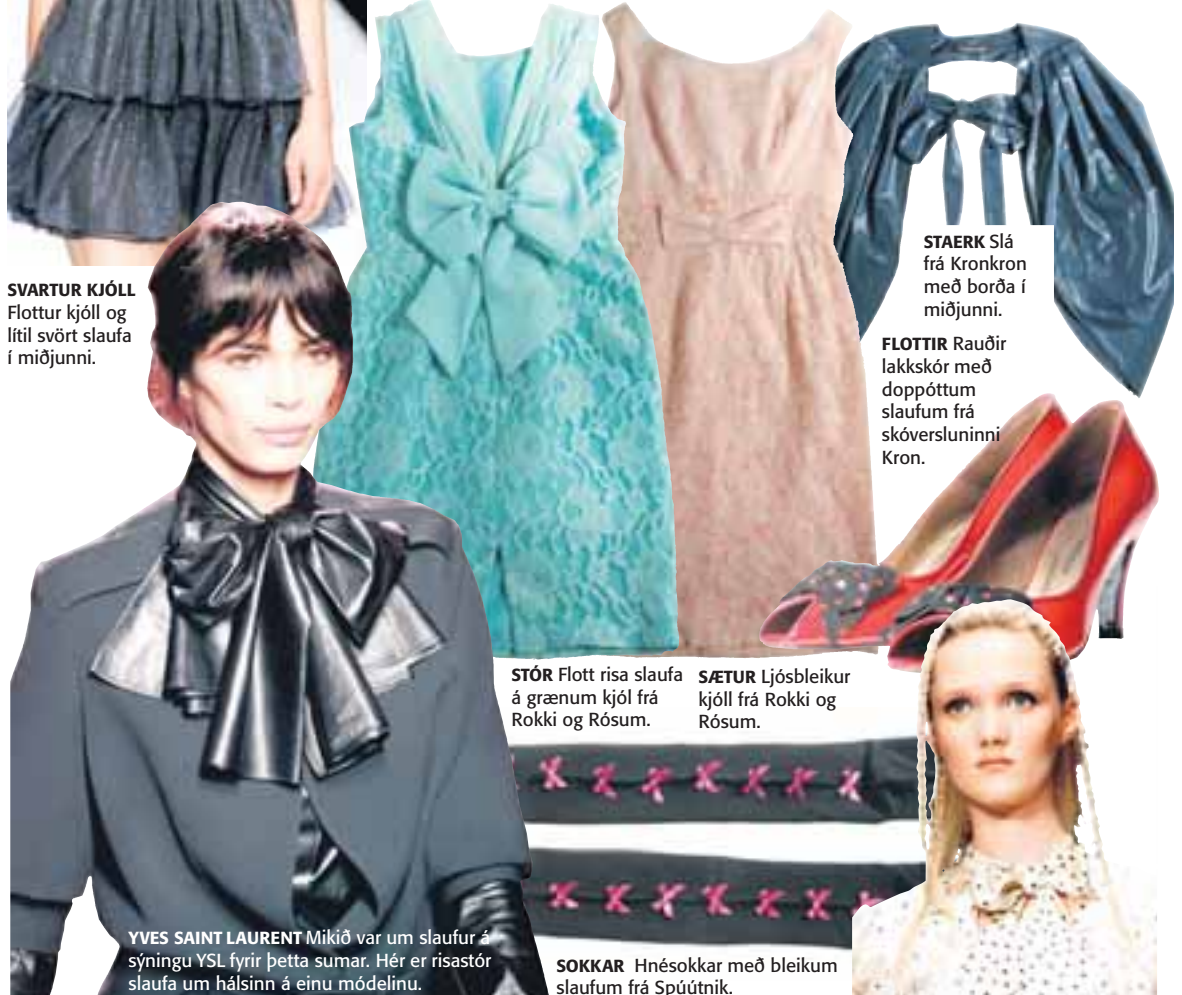 SVARTUR KJÓLL
Flottur kjóll og
lítil svört slaufa
í miðjunni.
STAERK Slá
frá Kronkron
með borða í
miðjunni.
FLOTTIR Rauðir
lakkskór með
doppóttum
slaufum frá
skóversluninni
Kron.
STÓR Flott risa slaufa
á grænum kjól frá
Rokki og Rósum.
SÆTUR Ljósbleikur
kjóll frá Rokki og
Rósum.
YVES SAINT LAURENT Mikið var um slaufur á
sýningu YSL fyrir þetta sumar. Hér er risastór
slaufa um hálsinn á einu módelinu.
SOKKAR Hnésokkar með bleikum
slaufum frá Spúútnik.